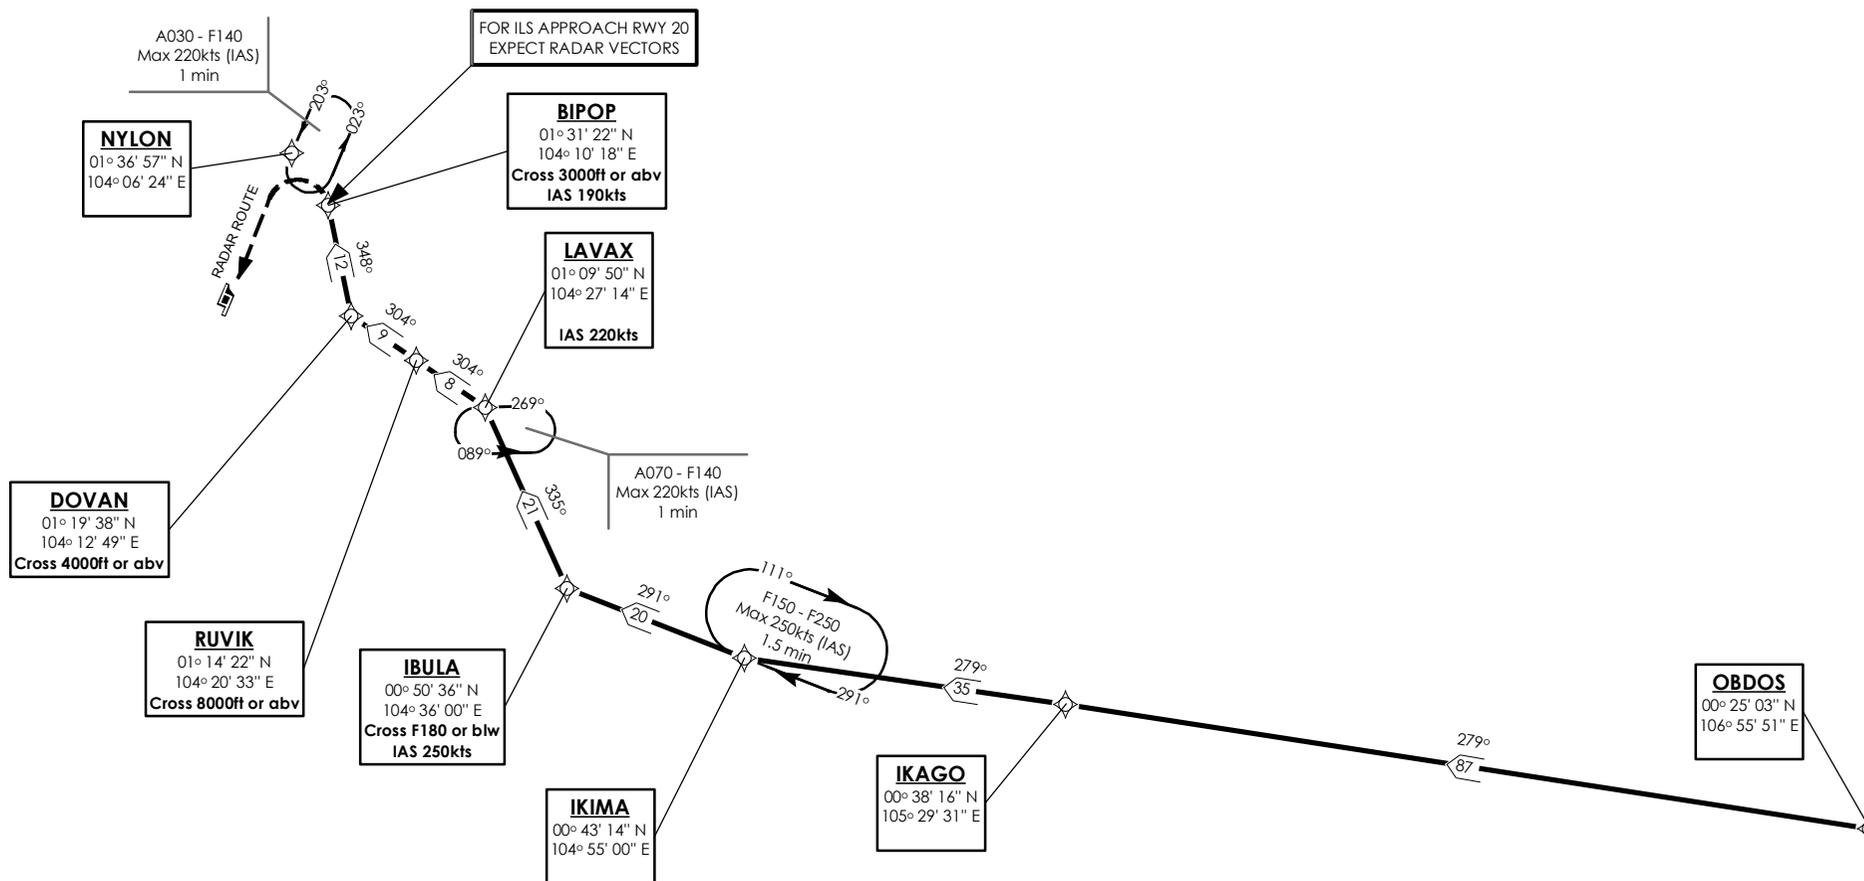 FOR ILS APPROACH RWY 20
EXPECT RADAR VECTORS
A030 - F140
Max 220kts (IAS)
1 min
203°
023°
NYLON
01° 36' 57" N
104° 06' 24" E
BIPOP
01° 31' 22" N
104° 10' 18" E
Cross 3000ft or abv
IAS 190kts
RADAR ROUTE
348°
12
LAVAX
01° 09' 50" N
104° 27' 14" E
IAS 220kts
304°
9
304°
8
269°
089°
A070 - F140
Max 220kts (IAS)
1 min
DOVAN
01° 19' 38" N
104° 12' 49" E
Cross 4000ft or abv
335°
21
RUVIK
01° 14' 22" N
104° 20' 33" E
Cross 8000ft or abv
291°
20
111°
F150 - F250
Max 250kts (IAS)
1.5 min
291°
IBULA
00° 50' 36" N
104° 36' 00" E
Cross F180 or blw
IAS 250kts
279°
35
IKIMA
00° 43' 14" N
104° 55' 00" E
IKAGO
00° 38' 16" N
105° 29' 31" E
279°
87
OBDOS
00° 25' 03" N
106° 55' 51" E